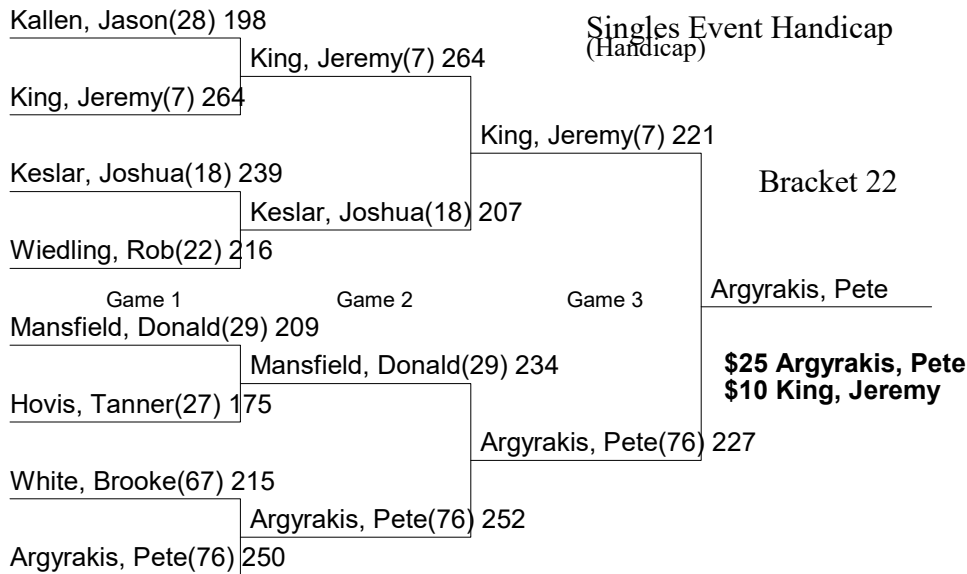 Kallen, Jason(28) 198
Singles Event Handicap
(Handicap)
King, Jeremy(7) 264
King, Jeremy(7) 264
King, Jeremy(7) 221
Keslar, Joshua(18) 239
Bracket 22
Keslar, Joshua(18) 207
Wiedling, Rob(22) 216
Game 1
Game 2
Game 3
Argyrakis, Pete
Mansfield, Donald(29) 209
Mansfield, Donald(29) 234
$25 Argyrakis, Pete
$10 King, Jeremy
Hovis, Tanner(27) 175
Argyrakis, Pete(76) 227
White, Brooke(67) 215
Argyrakis, Pete(76) 252
Argyrakis, Pete(76) 250